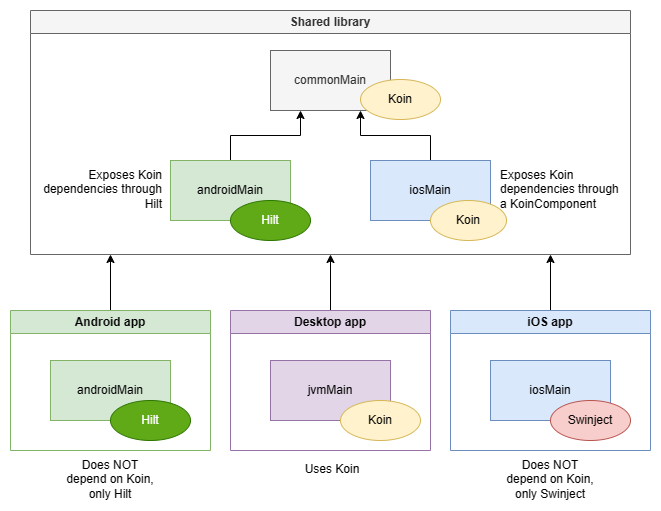 Shared library
commonMain
Koin
Exposes Koin
dependencies through
Hilt
androidMain
Hilt
iosMain
Koin
Exposes Koin
dependencies through
a KoinComponent
Android app
androidMain
Hilt
Does NOT
depend on Koin,
only Hilt
Desktop app
jvmMain
Koin
Uses Koin
iOS app
iosMain
Swinject
Does NOT
depend on Koin,
only Swinject